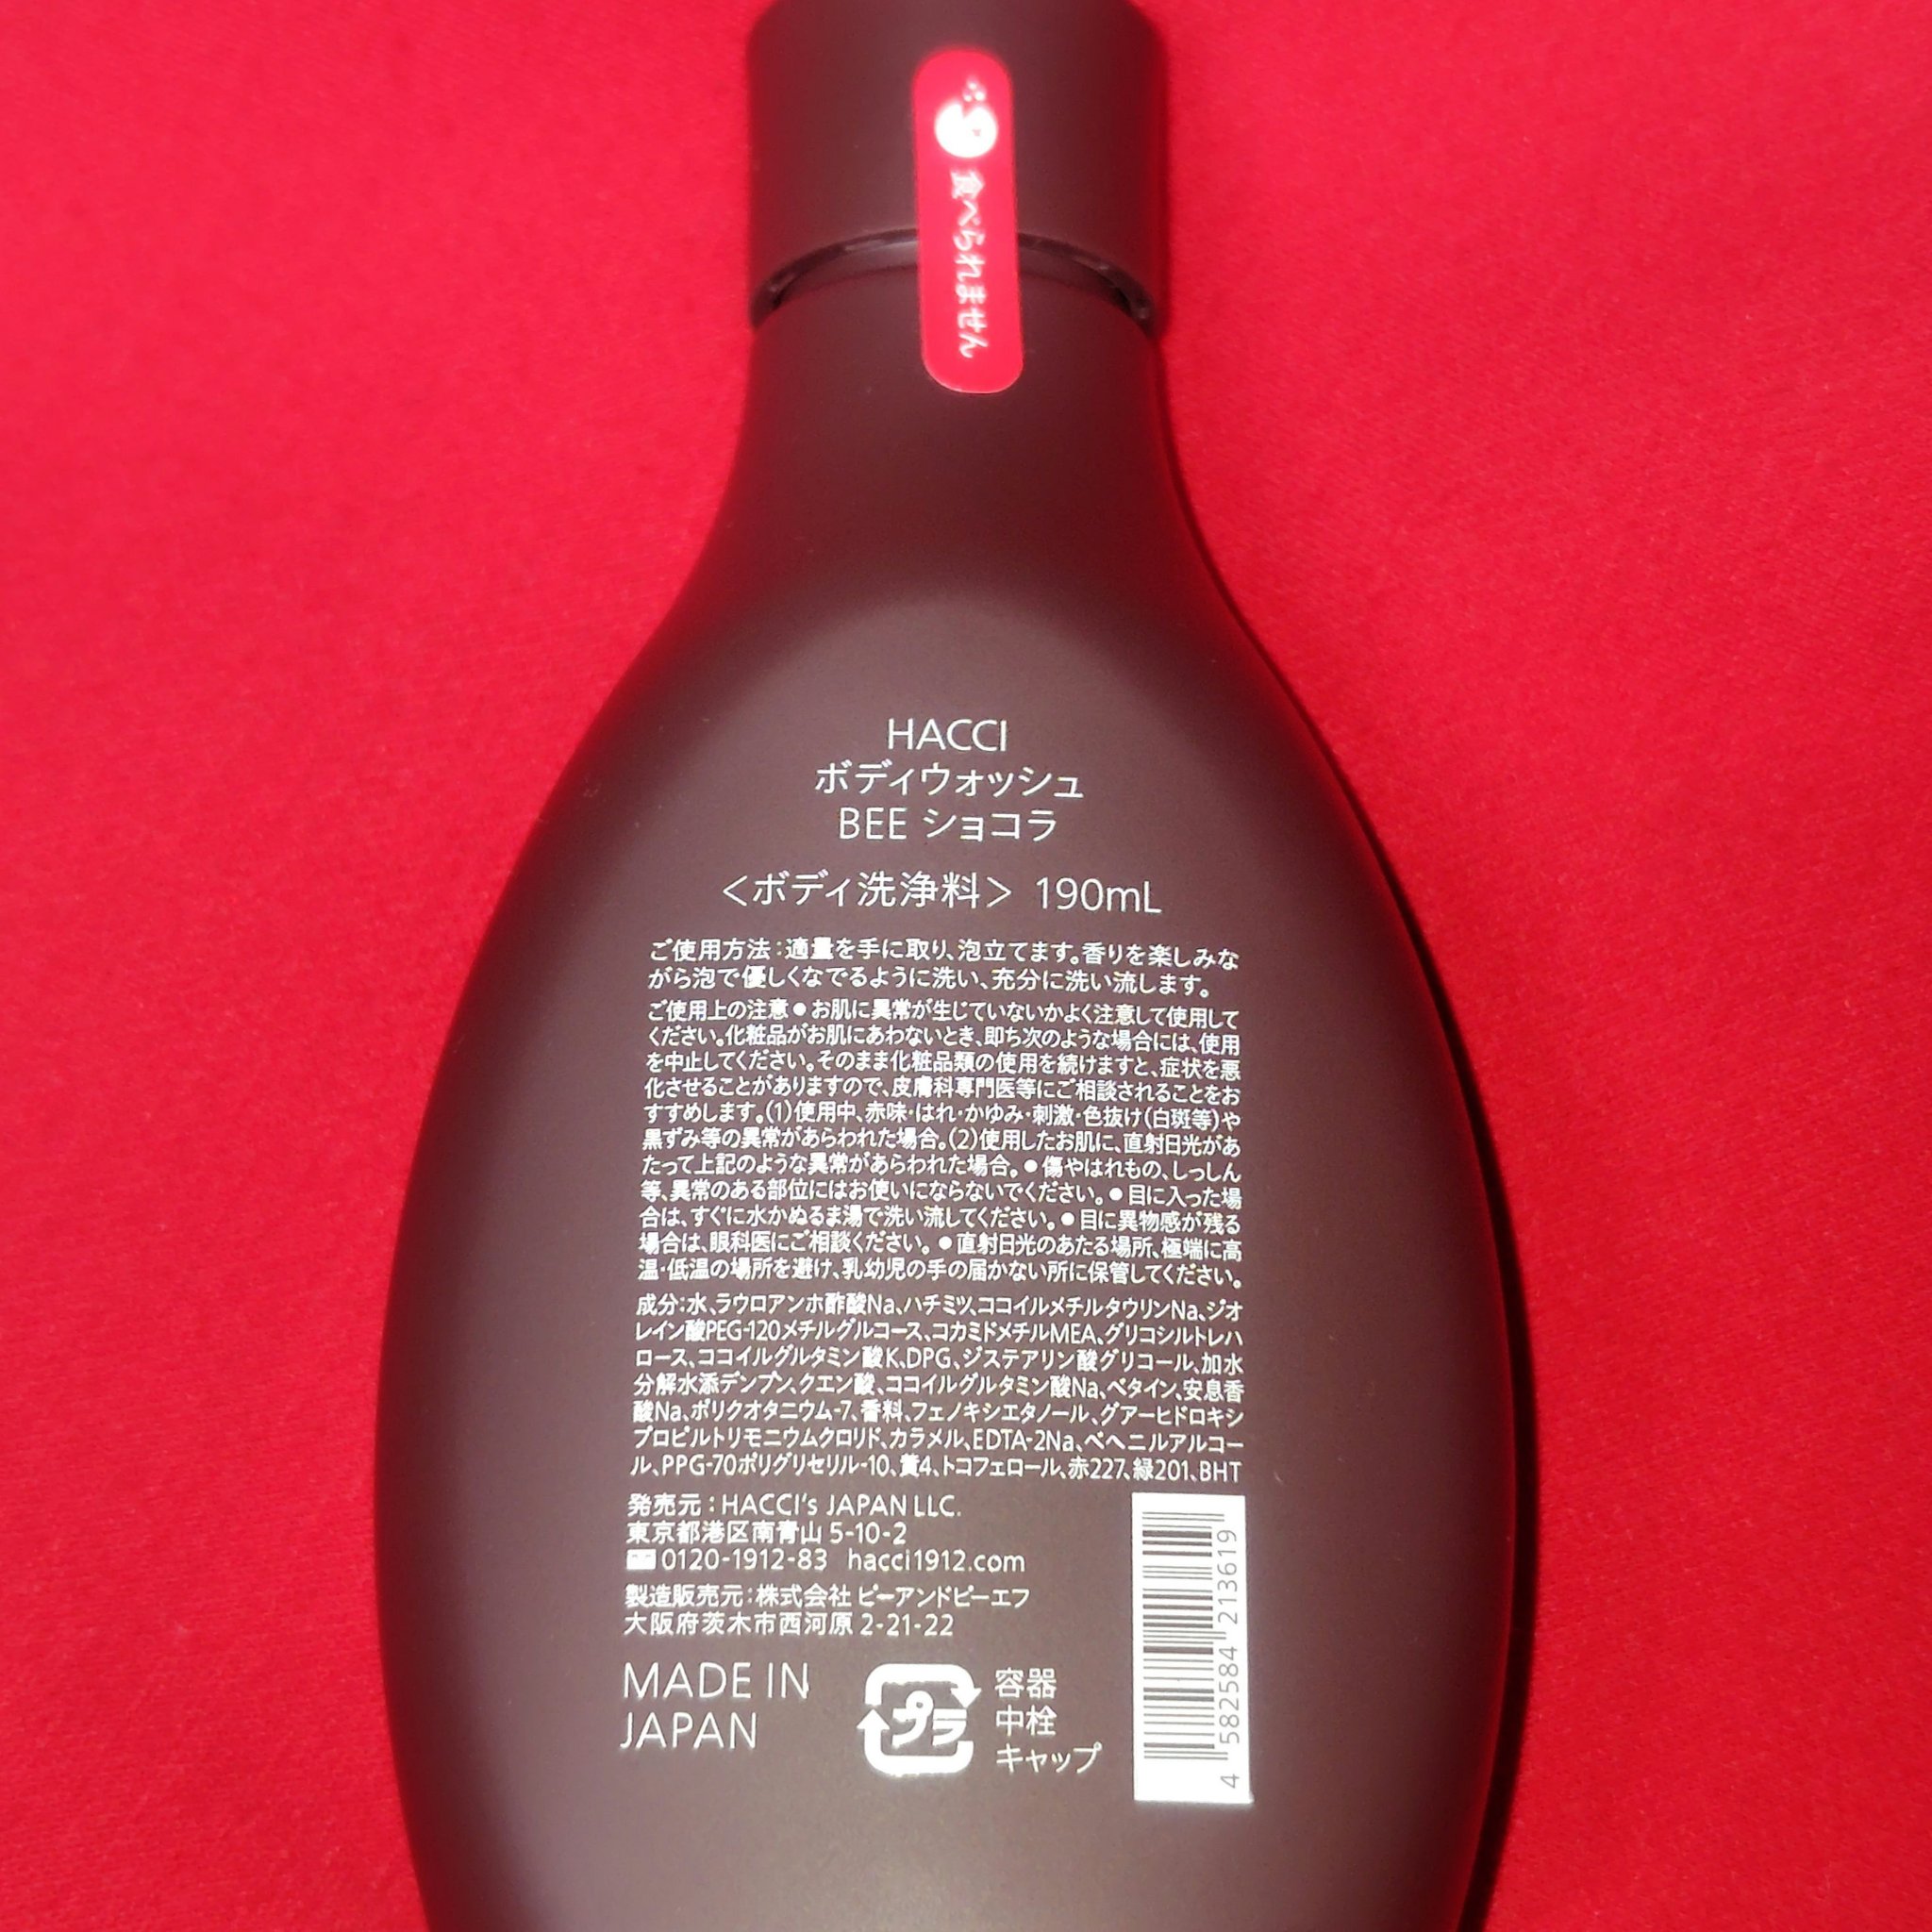 食べられません
HACCI
ボディウォッシュ
BEE ショコラ
＜ボディ洗浄料＞ 190mL
ご使用方法：適量を手に取り、泡立てます。香りを楽しみな
がら泡で優しくなでるように洗い、充分に洗い流します。
ご使用上の注意●お肌に異常が生じていないかよく注意して使用して
ください。化粧品がお肌にあわないとき、即ち次のような場合には、使用
を中止してください。そのまま化粧品類の使用を続けますと、症状を悪
化させることがありますので、皮膚科専門医等にご相談されることをお
すすめします。(1)使用中、赤味・はれ・かゆみ・刺激・色抜け(白斑等)や
黒ずみ等の異常があらわれた場合。(2)使用したお肌に、直射日光があ
たって上記のような異常があらわれた場合。●傷やはれもの、しっしん
等、異常のある部位にはお使いにならないでください。●目に入った場
合は、すぐに水かぬるま湯で洗い流してください。●目に異物感が残る
場合は、眼科医にご相談ください。●直射日光のあたる場所、極端に高
温・低温の場所を避け、乳幼児の手の届かない所に保管してください。
成分：水、ラウロアンホ酢酸Na、ハチミツ、ココイルメチルタウリンNa、ジオ
レイン酸PEG-120メチルグルコース、コカミドメチルMEA、グリコシルトレハ
ロース、ココイルグルタミン酸K、DPG、ジステアリン酸グリコール、加水
分解水添デンプン、クエン酸、ココイルグルタミン酸Na、ベタイン、安息香
酸Na、ポリクオタニウム-7、香料、フェノキシエタノール、グアーヒドロキシ
プロピルトリモニウムクロリド、カラメル、EDTA-2Na、ベヘニルアルコー
ル、PPG-70ポリグリセリル-10、黄4、トコフェロール、赤227、緑201、BHT
発売元：HACCI's JAPAN LLC.
東京都港区南青山 5-10-2
0120-1912-83 hacci1912.com
製造販売元：株式会社 ピーアンドピーエフ
大阪府茨木市西河原 2-21-22
MADE IN
JAPAN
プラ
容器
中栓
キャップ
4 582584 213619